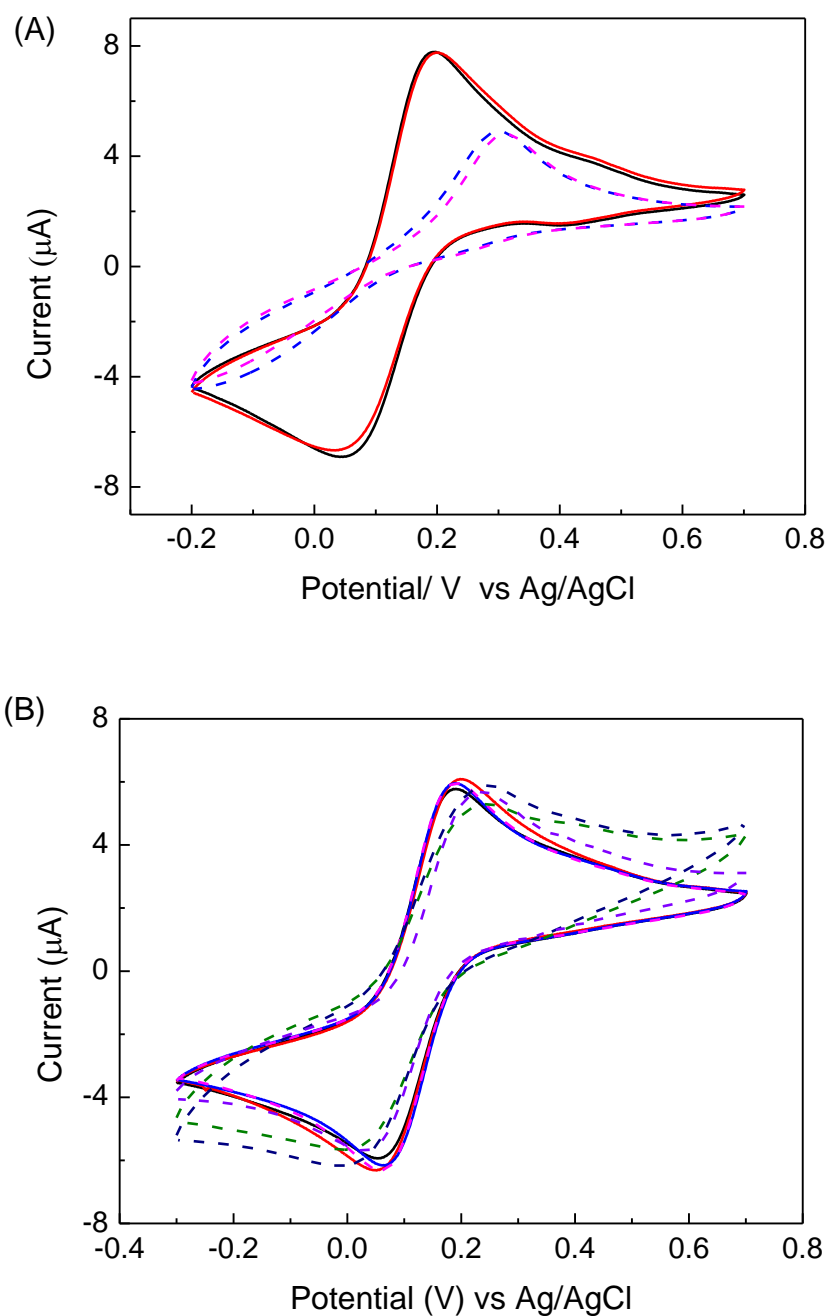 (A)
8
4
0
-4
-8
Current (μA)
-0.2 0.0 0.2 0.4 0.6 0.8
Potential/ V vs Ag/AgCl
(B)
8
4
0
-4
-8
Current (μA)
-0.4 -0.2 0.0 0.2 0.4 0.6 0.8
Potential (V) vs Ag/AgCl